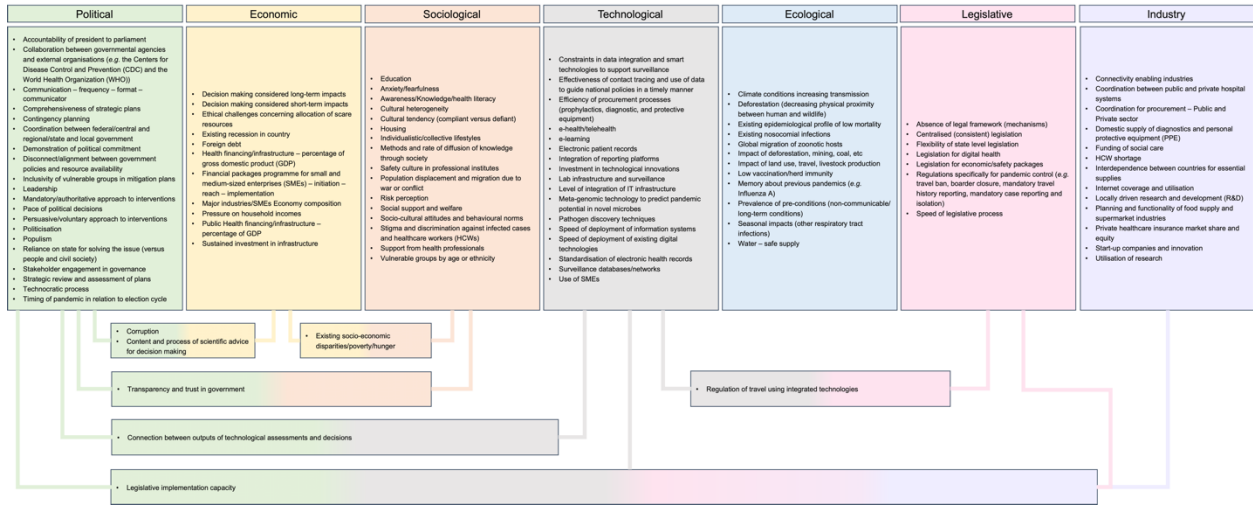 Political
• Accountability of president to parliament
• Collaboration between governmental agencies
and external organisations (e.g. the Centers for
Disease Control and Prevention (CDC) and the
World Health Organization (WHO))
• Communication – frequency – format –
communicator
• Comprehensiveness of strategic plans
• Contingency planning
• Coordination between federal/central and
regional/state and local government
• Demonstration of political commitment
• Disconnect/alignment between government
policies and resource availability
• Inclusivity of vulnerable groups in mitigation plans
• Leadership
• Mandatory/authoritative approach to interventions
• Pace of political decisions
• Persuasive/voluntary approach to interventions
• Politicisation
• Populism
• Reliance on state for solving the issue (versus
people and civil society)
• Stakeholder engagement in governance
• Strategic review and assessment of plans
• Technocratic process
• Timing of pandemic in relation to election cycle
Economic
• Decision making considered long-term impacts
• Decision making considered short-term impacts
• Ethical challenges concerning allocation of scare
resources
• Existing recession in country
• Foreign debt
• Health financing/infrastructure – percentage of
gross domestic product (GDP)
• Financial packages programme for small and
medium-sized enterprises (SMEs) – initiation –
reach – implementation
• Major industries/SMEs Economy composition
• Pressure on household incomes
• Public Health financing/infrastructure –
percentage of GDP
• Sustained investment in infrastructure
Sociological
• Education
• Anxiety/fearfulness
• Awareness/Knowledge/health literacy
• Cultural heterogeneity
• Cultural tendency (compliant versus defiant)
• Housing
• Individualistic/collective lifestyles
• Methods and rate of diffusion of knowledge
through society
• Safety culture in professional institutes
• Population displacement and migration due to
war or conflict
• Risk perception
• Social support and welfare
• Socio-cultural attitudes and behavioural norms
• Stigma and discrimination against infected cases
and healthcare workers (HCWs)
• Support from health professionals
• Vulnerable groups by age or ethnicity
Technological
• Constraints in data integration and smart
technologies to support surveillance
• Effectiveness of contact tracing and use of data
to guide national policies in a timely manner
• Efficiency of procurement processes
(prophylactics, diagnostic, and protective
equipment)
• e-health/telehealth
• e-learning
• Electronic patient records
• Integration of reporting platforms
• Investment in technological innovations
• Lab infrastructure and surveillance
• Level of integration of IT infrastructure
• Meta-genomic technology to predict pandemic
potential in novel microbes
• Pathogen discovery techniques
• Speed of deployment of information systems
• Speed of deployment of existing digital
technologies
• Standardisation of electronic health records
• Surveillance databases/networks
• Use of SMEs
Ecological
• Climate conditions increasing transmission
• Deforestation (decreasing physical proximity
between human and wildlife)
• Existing epidemiological profile of low mortality
• Existing nosocomial infections
• Global migration of zoonotic hosts
• Impact of deforestation, mining, coal, etc
• Impact of land use, travel, livestock production
• Low vaccination/herd immunity
• Memory about previous pandemics (e.g.
Influenza A)
• Prevalence of pre-conditions (non-communicable/
long-term conditions)
• Seasonal impacts (other respiratory tract
infections)
• Water – safe supply
Legislative
• Absence of legal framework (mechanisms)
• Centralised (consistent) legislation
• Flexibility of state level legislation
• Legislation for digital health
• Legislation for economic/safety packages
• Regulations specifically for pandemic control (e.g.
travel ban, boarder closure, mandatory travel
history reporting, mandatory case reporting and
isolation)
• Speed of legislative process
Industry
• Connectivity enabling industries
• Coordination between public and private hospital
systems
• Coordination for procurement – Public and
Private sector
• Domestic supply of diagnostics and personal
protective equipment (PPE)
• Funding of social care
• HCW shortage
• Interdependence between countries for essential
supplies
• Internet coverage and utilisation
• Locally driven research and development (R&D)
• Planning and functionality of food supply and
supermarket industries
• Private healthcare insurance market share and
equity
• Start-up companies and innovation
• Utilisation of research
• Corruption
• Content and process of scientific advice
for decision making
• Existing socio-economic
disparities/poverty/hunger
• Transparency and trust in government
• Regulation of travel using integrated technologies
• Connection between outputs of technological assessments and decisions
• Legislative implementation capacity